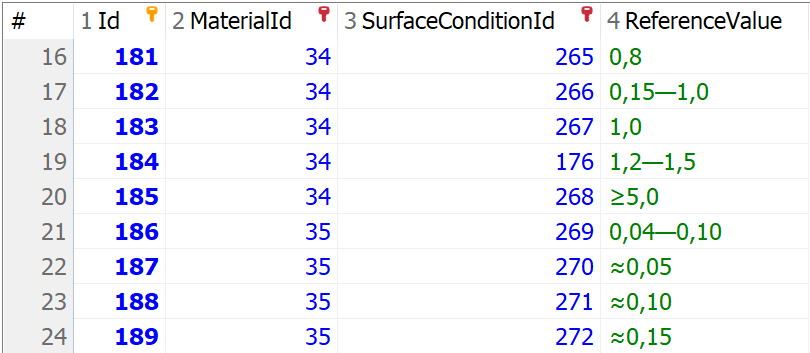 # 1 Id 2 MaterialId 3 SurfaceConditionId 4 ReferenceValue
16 181 34 265 0,8
17 182 34 266 0,15—1,0
18 183 34 267 1,0
19 184 34 176 1,2—1,5
20 185 34 268 ≥5,0
21 186 35 269 0,04—0,10
22 187 35 270 ≈0,05
23 188 35 271 ≈0,10
24 189 35 272 ≈0,15